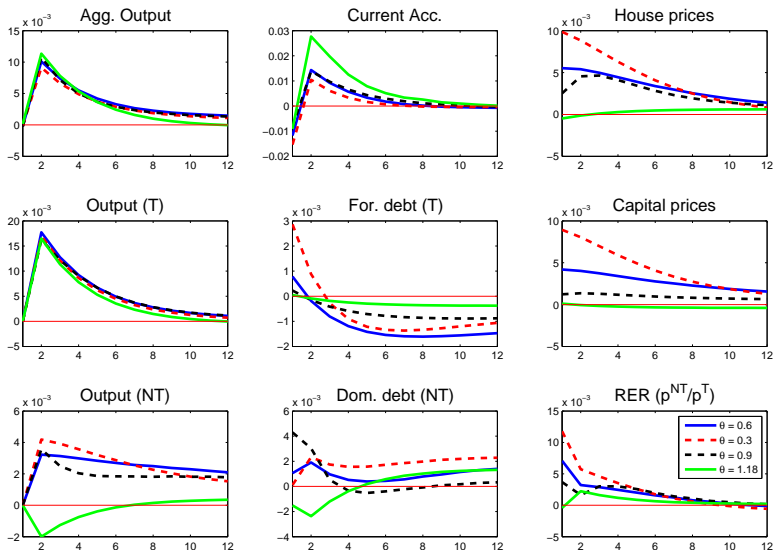 Agg. Output
x 10⁻³
15
10
5
0
−5
2 4 6 8 10 12
Current Acc.
0.03
0.02
0.01
0
−0.01
−0.02
2 4 6 8 10 12
House prices
x 10⁻³
10
5
0
−5
2 4 6 8 10 12
Output (T)
x 10⁻³
20
15
10
5
0
−5
2 4 6 8 10 12
For. debt (T)
x 10⁻³
3
2
1
0
−1
−2
2 4 6 8 10 12
Capital prices
x 10⁻³
10
5
0
−5
2 4 6 8 10 12
Output (NT)
x 10⁻³
6
4
2
0
−2
2 4 6 8 10 12
Dom. debt (NT)
x 10⁻³
6
4
2
0
−2
−4
2 4 6 8 10 12
RER (pᴺᵀ/pᵀ)
x 10⁻³
15
10
5
0
−5
2 4 6 8 10 12
θ = 0.6
θ = 0.3
θ = 0.9
θ = 1.18